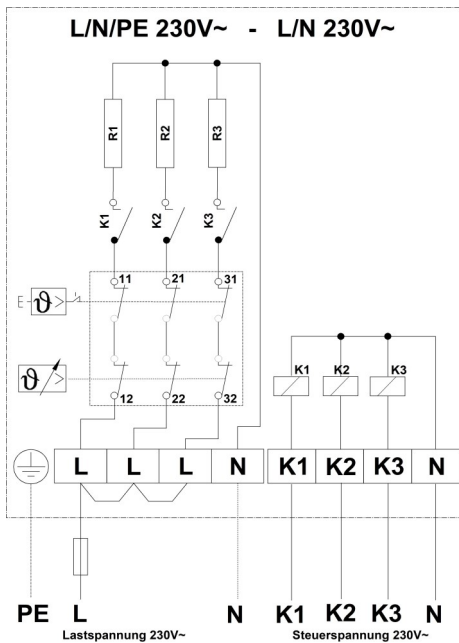 L/N/PE 230V~ - L/N 230V~
R1 R2 R3
K1 K2 K3
11 21 31
ϑ >
ϑ >
12 22 32
K1 K2 K3
L L L N K1 K2 K3 N
PE L N K1 K2 K3 N
Lastspannung 230V~ Steuerspannung 230V~